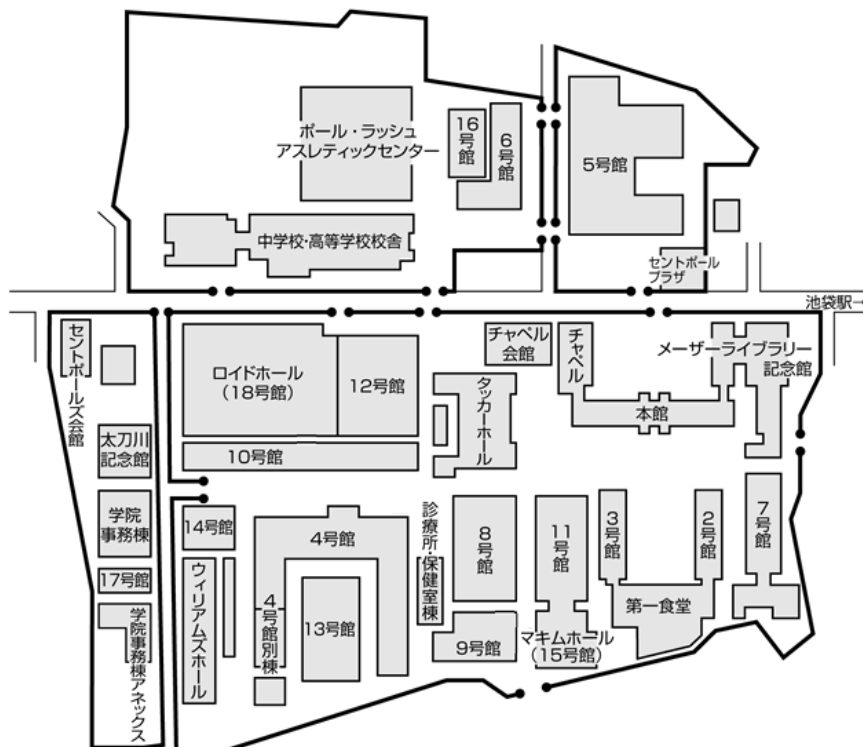 ポール・ラッシュ
アスレティックセンター
16号館
6号館
5号館
中学校・高等学校校舎
セントポール
プラザ
池袋駅→
セントポールズ会館
ロイドホール
(18号館)
12号館
チャペル
会館
チャペル
メーザーライブラリー
記念館
タッカーホール
本館
太刀川
記念館
10号館
学院
事務棟
14号館
4号館
診療所・保健室棟
8号館
11号館
3号館
2号館
7号館
17号館
ウィリアムズホール
4号館別棟
13号館
第一食堂
学院事務棟アネックス
9号館
マキムホール
(15号館)